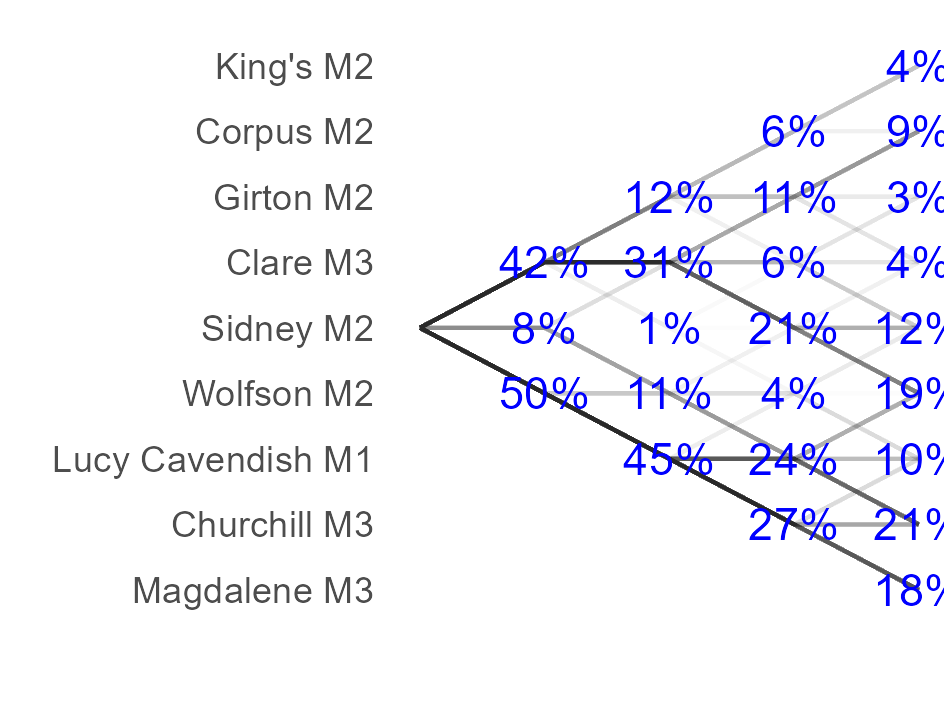 King's M2 4%
Corpus M2 6% 9%
Girton M2 12% 11% 3%
Clare M3 42% 31% 6% 4%
Sidney M2 8% 1% 21% 12%
Wolfson M2 50% 11% 4% 19%
Lucy Cavendish M1 45% 24% 10%
Churchill M3 27% 21%
Magdalene M3 18%